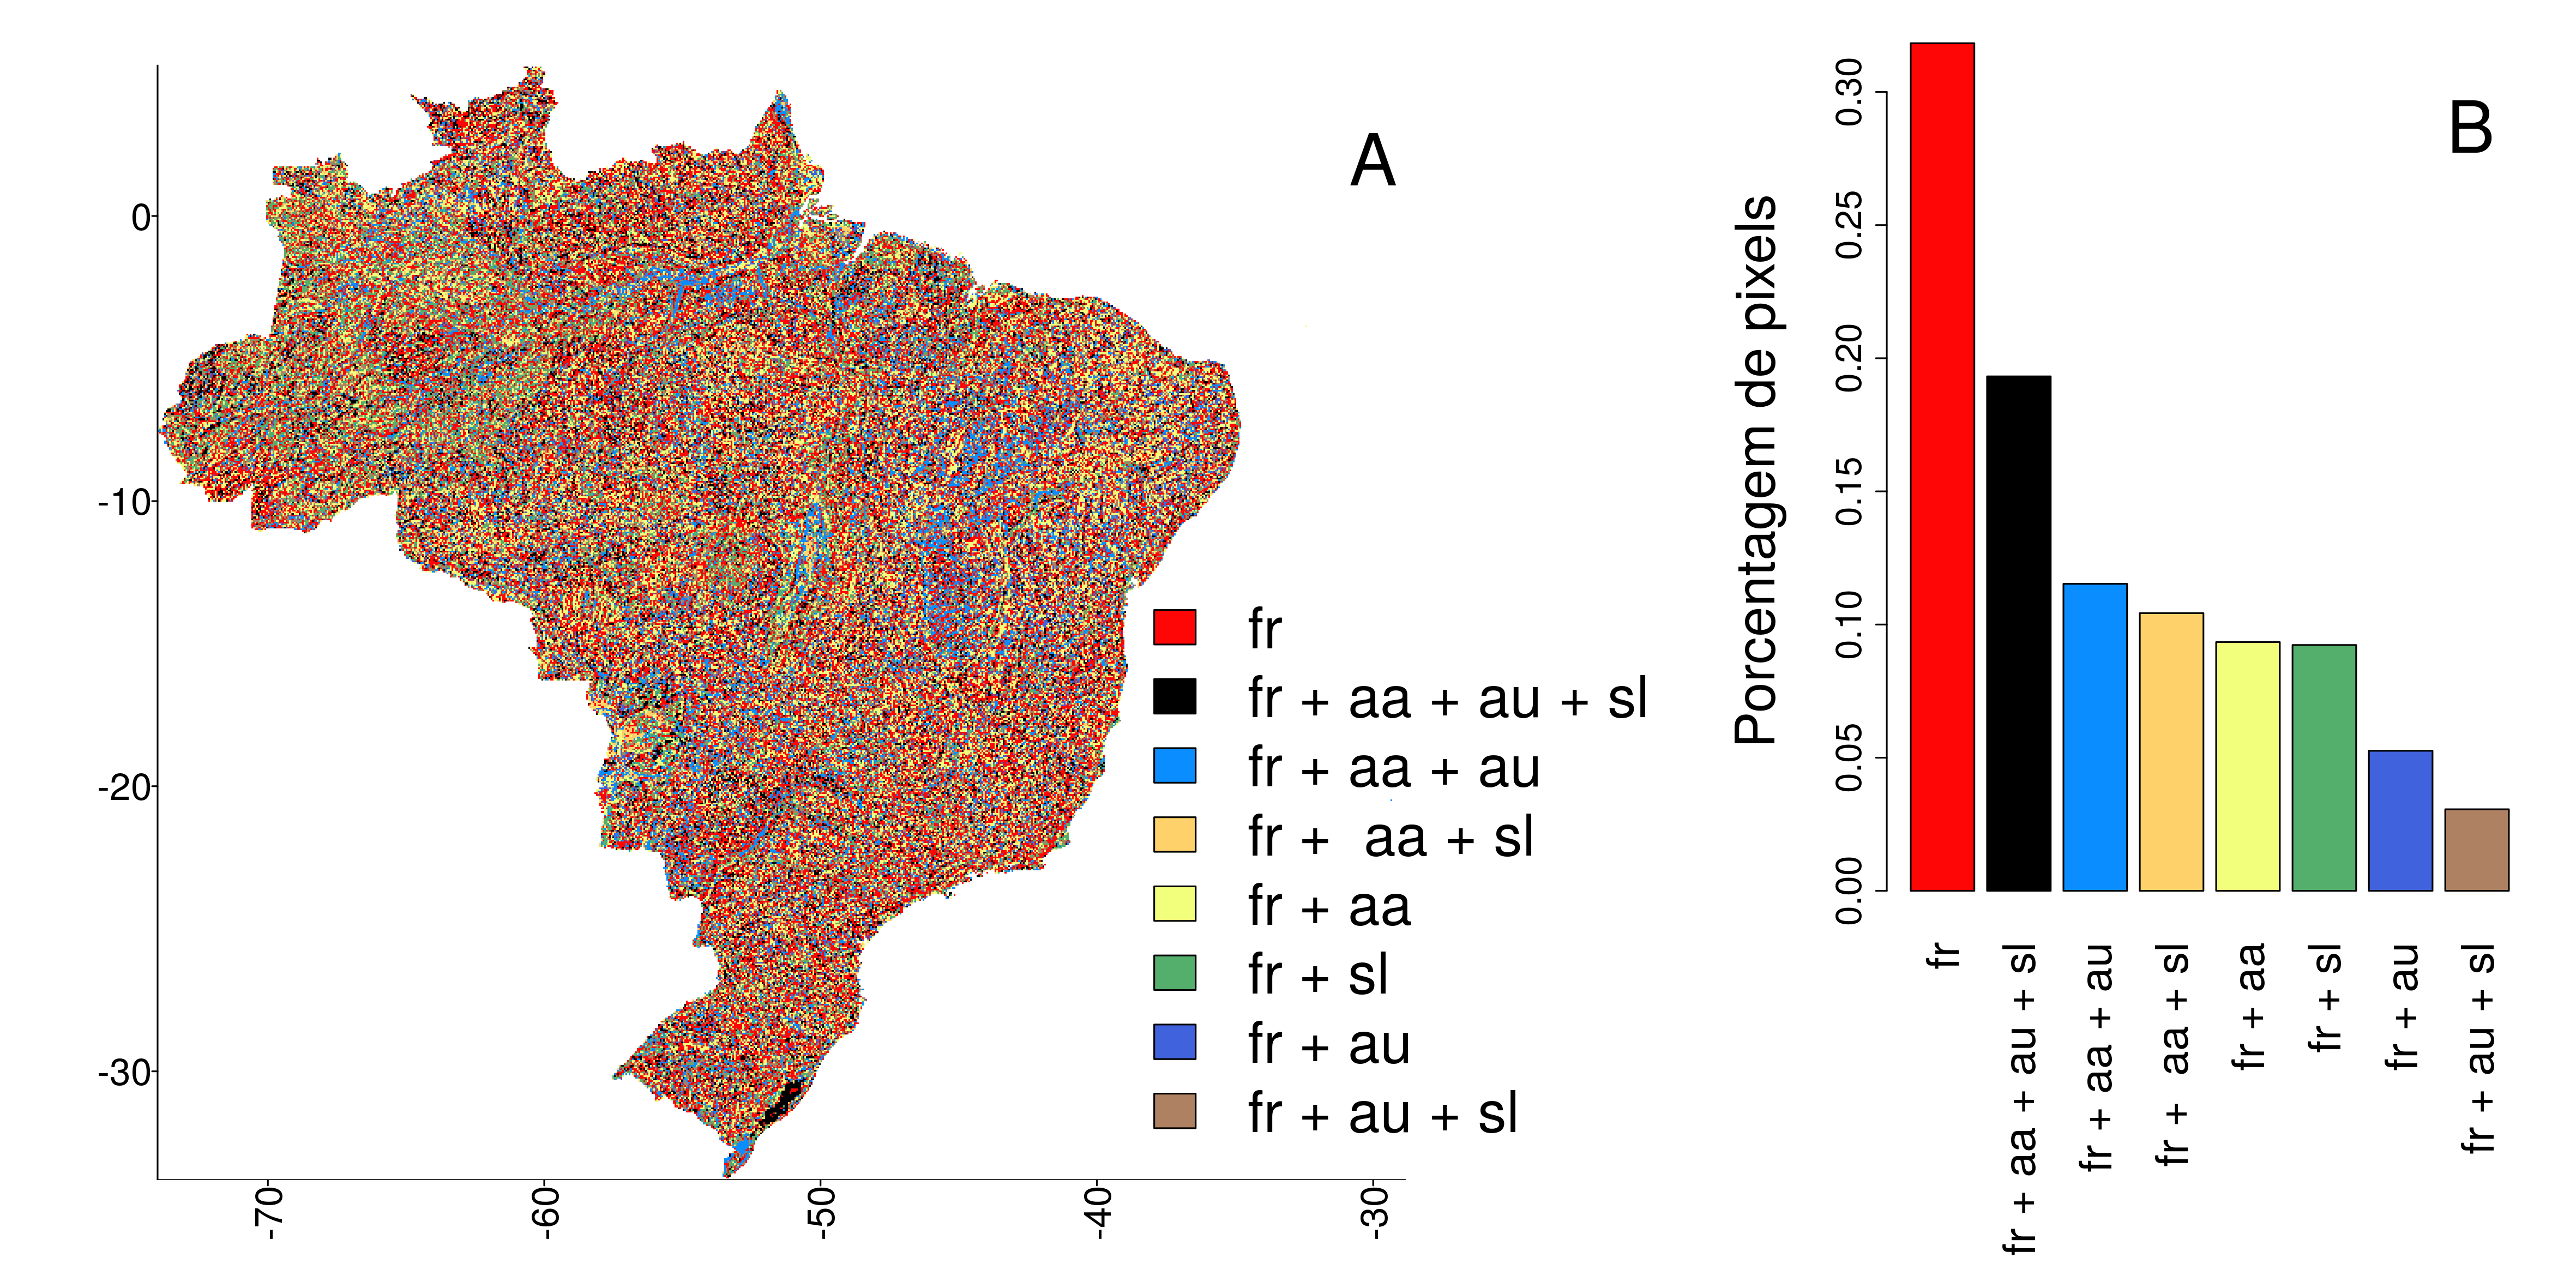 A
0
-10
-20
-30
-70
-60
-50
-40
-30
fr
fr + aa + au + sl
fr + aa + au
fr +  aa + sl
fr + aa
fr + sl
fr + au
fr + au + sl
B
Porcentagem de pixels
0.30
0.25
0.20
0.15
0.10
0.05
0.00
fr
fr + aa + au + sl
fr + aa + au
fr +  aa + sl
fr + aa
fr + sl
fr + au
fr + au + sl